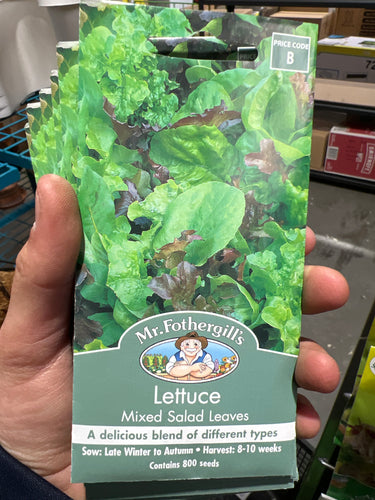 PRICE CODE
B
Mr. Fothergill's
Lettuce
Mixed Salad Leaves
A delicious blend of different types
Sow: Late Winter to Autumn • Harvest: 8-10 weeks
Contains 800 seeds